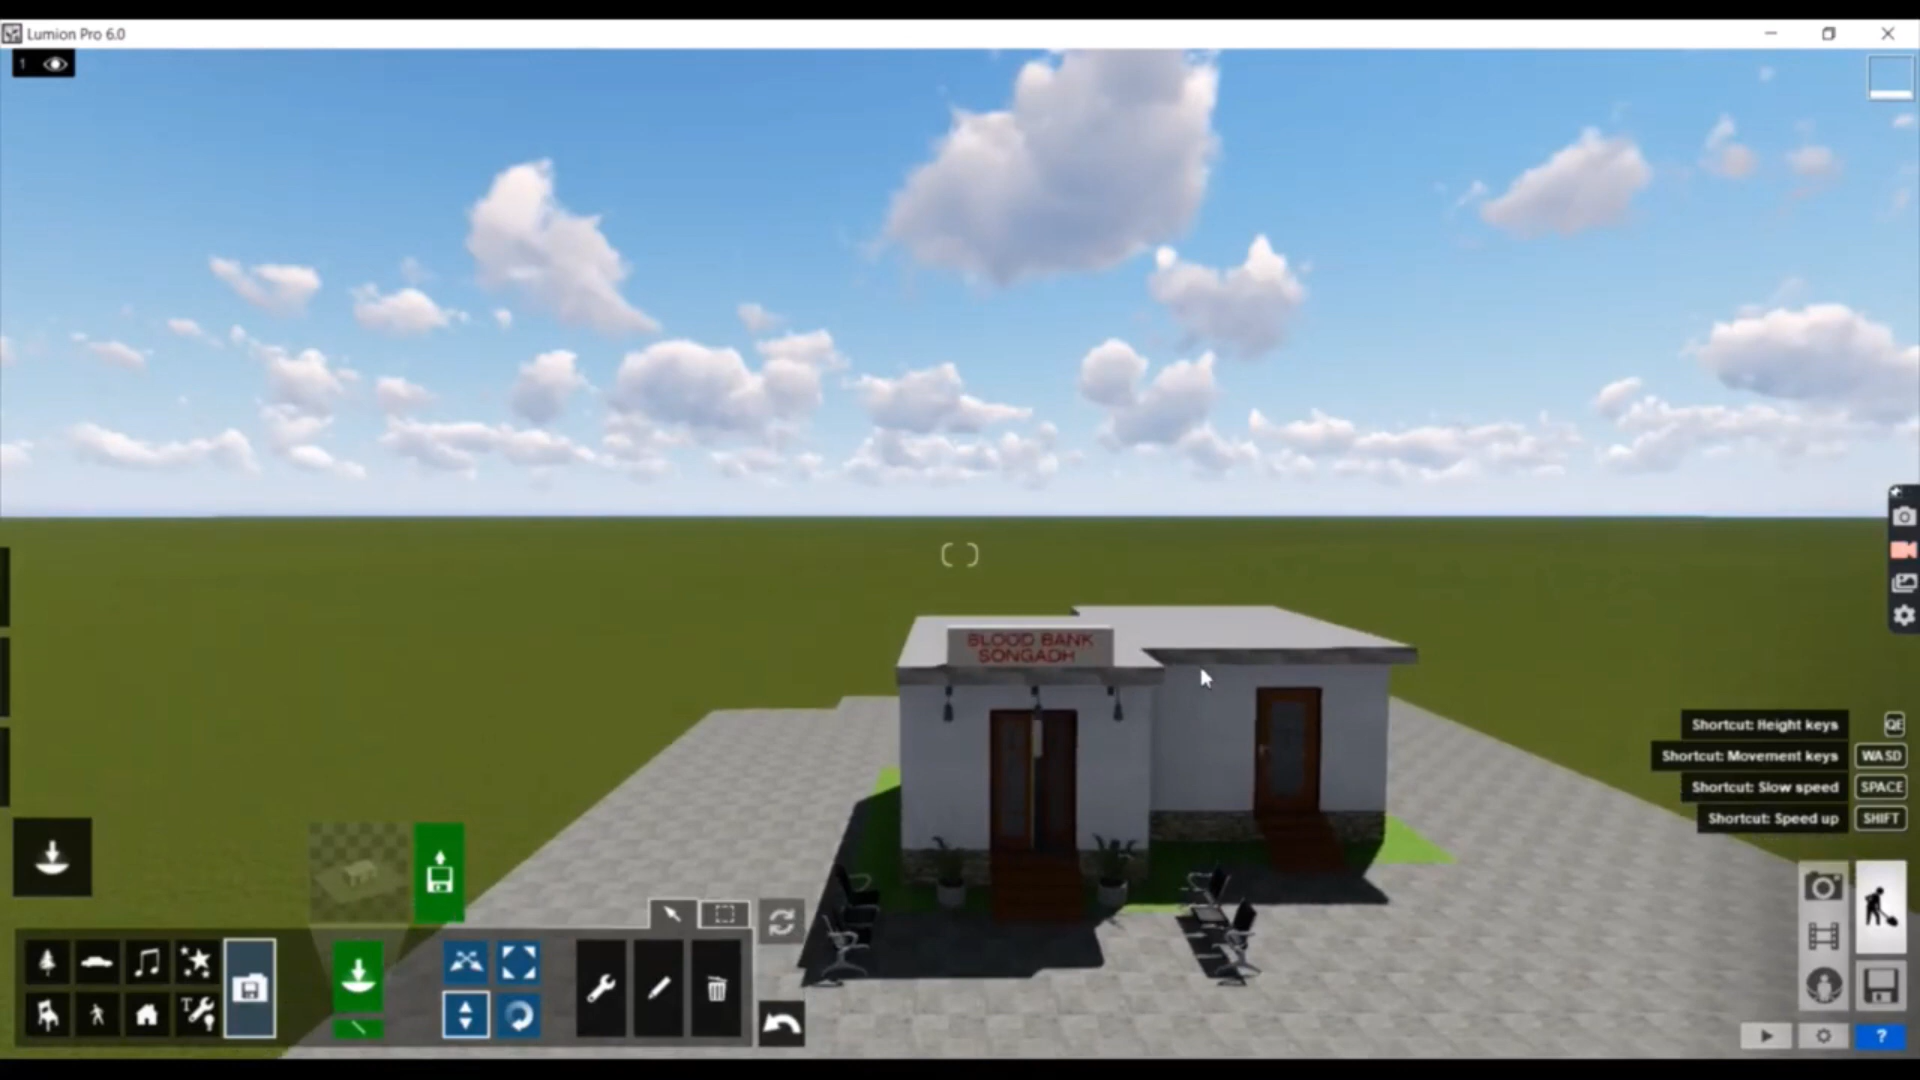 Lumion Pro 6.0
1
BLOOD BANK
SONGADH
Shortcut: Height keys QE
Shortcut: Movement keys WASD
Shortcut: Slow speed SPACE
Shortcut: Speed up SHIFT
T
?